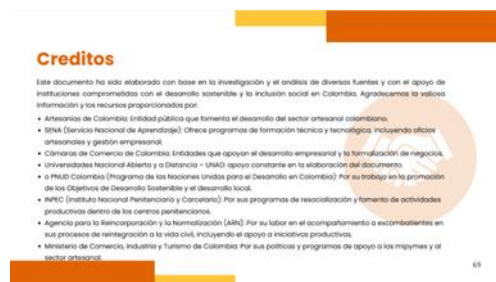 Creditos
Este documento ha sido elaborado con base en la investigación y el análisis de diversas fuentes y con el apoyo de
instituciones comprometidas con el desarrollo sostenible y la inclusión social en Colombia. Agradecemos la valiosa
información y los recursos proporcionados por:
• Artesanías de Colombia: Entidad pública que fomenta el desarrollo del sector artesanal colombiano.
• SENA (Servicio Nacional de Aprendizaje): Ofrece programas de formación técnica y tecnológica, incluyendo oficios
artesanales y gestión empresarial.
• Cámaras de Comercio de Colombia: Entidades que apoyan el desarrollo empresarial y la formalización de negocios.
• Universidades Nacional Abierta y a Distancia – UNAD: apoyo constante en la elaboración del documento.
• o PNUD Colombia (Programa de las Naciones Unidas para el Desarrollo en Colombia): Por su trabajo en la promoción
de los Objetivos de Desarrollo Sostenible y el desarrollo local.
• INPEC (Instituto Nacional Penitenciario y Carcelario): Por sus programas de resocialización y fomento de actividades
productivas dentro de los centros penitenciarios.
• Agencia para la Reincorporación y la Normalización (ARN): Por su labor en el acompañamiento a excombatientes en
sus procesos de reintegración a la vida civil, incluyendo el apoyo a iniciativas productivas.
• Ministerio de Comercio, Industria y Turismo de Colombia: Por sus políticas y programas de apoyo a las mipymes y al
sector artesanal.
69